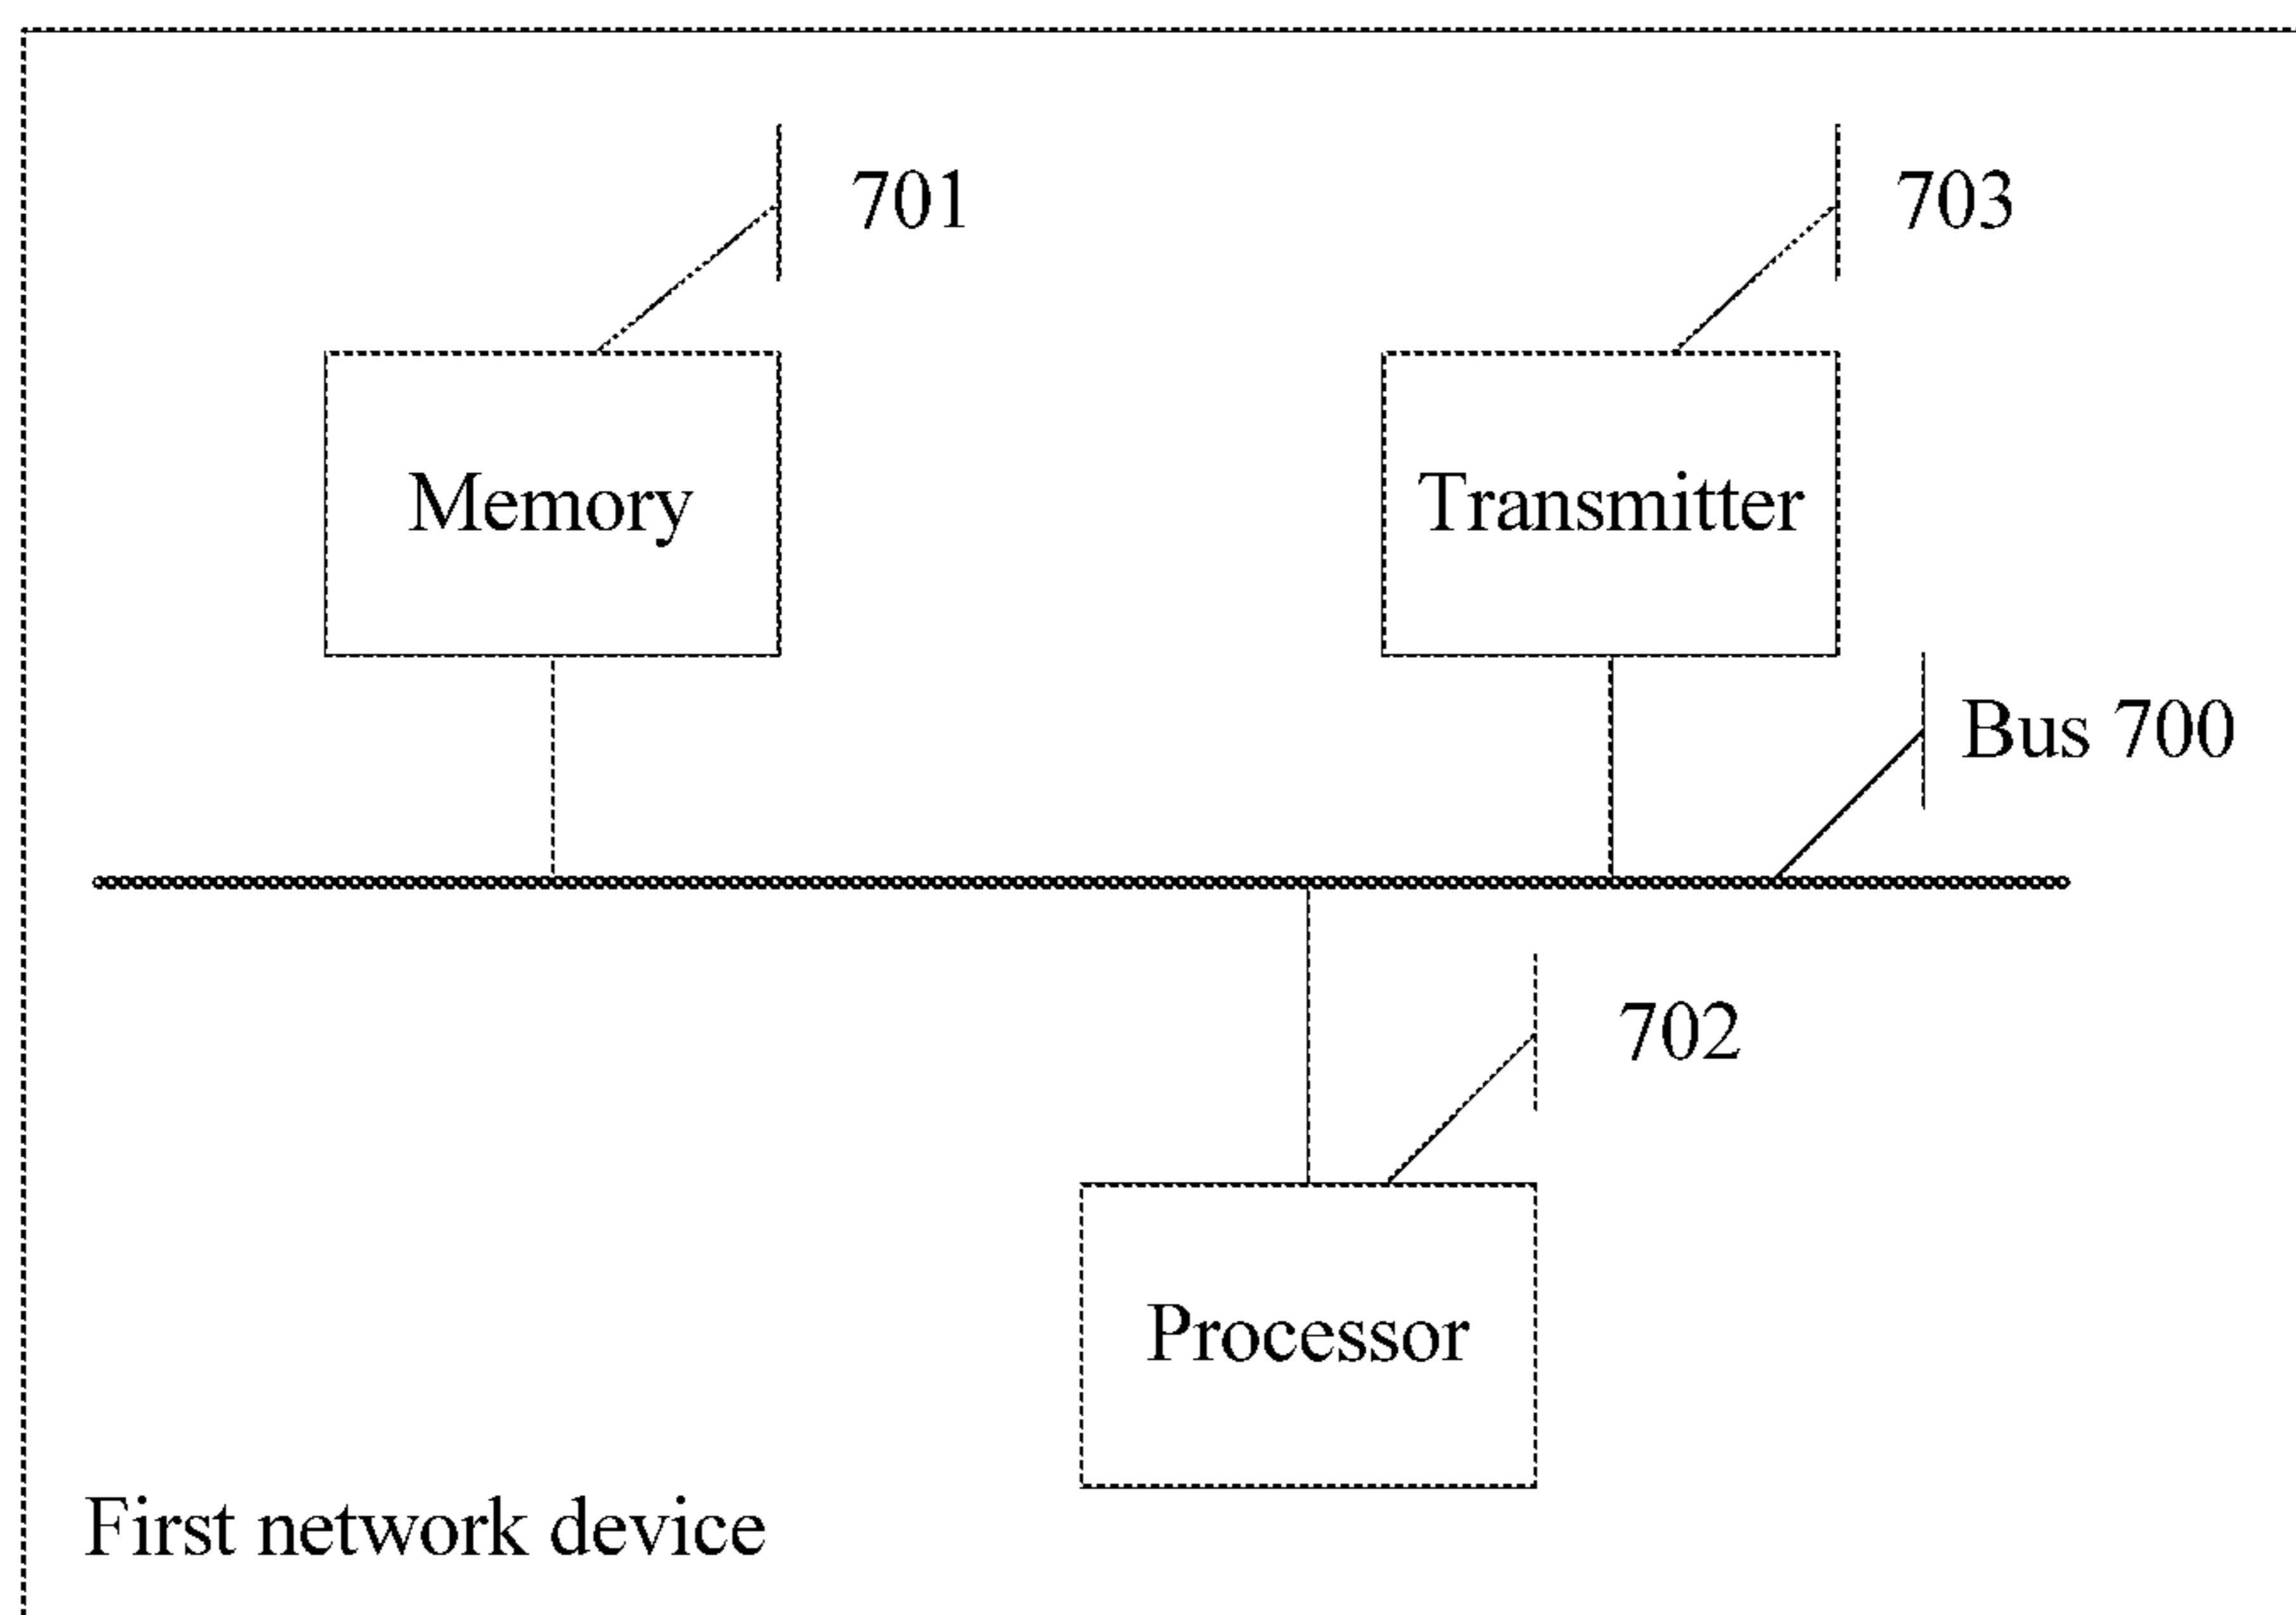 701
703
Memory
Transmitter
Bus 700
702
Processor
First network device